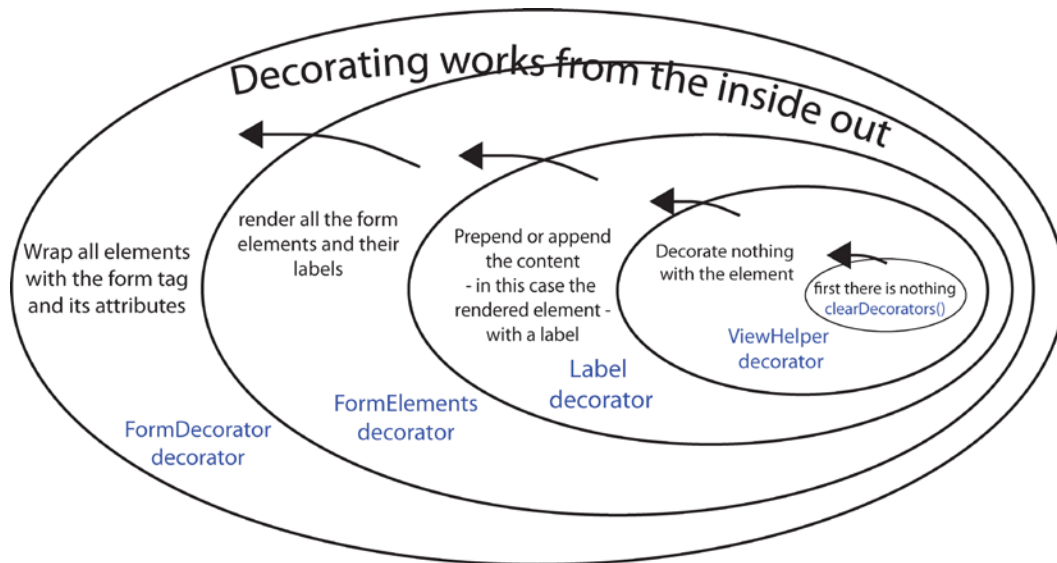 Decorating works from the inside out
Wrap all elements
with the form tag
and its attributes
FormDecorator
decorator
render all the form
elements and their
labels
FormElements
decorator
Prepend or append
the content
- in this case the
rendered element -
with a label
Label
decorator
Decorate nothing
with the element
ViewHelper
decorator
first there is nothing
clearDecorators()